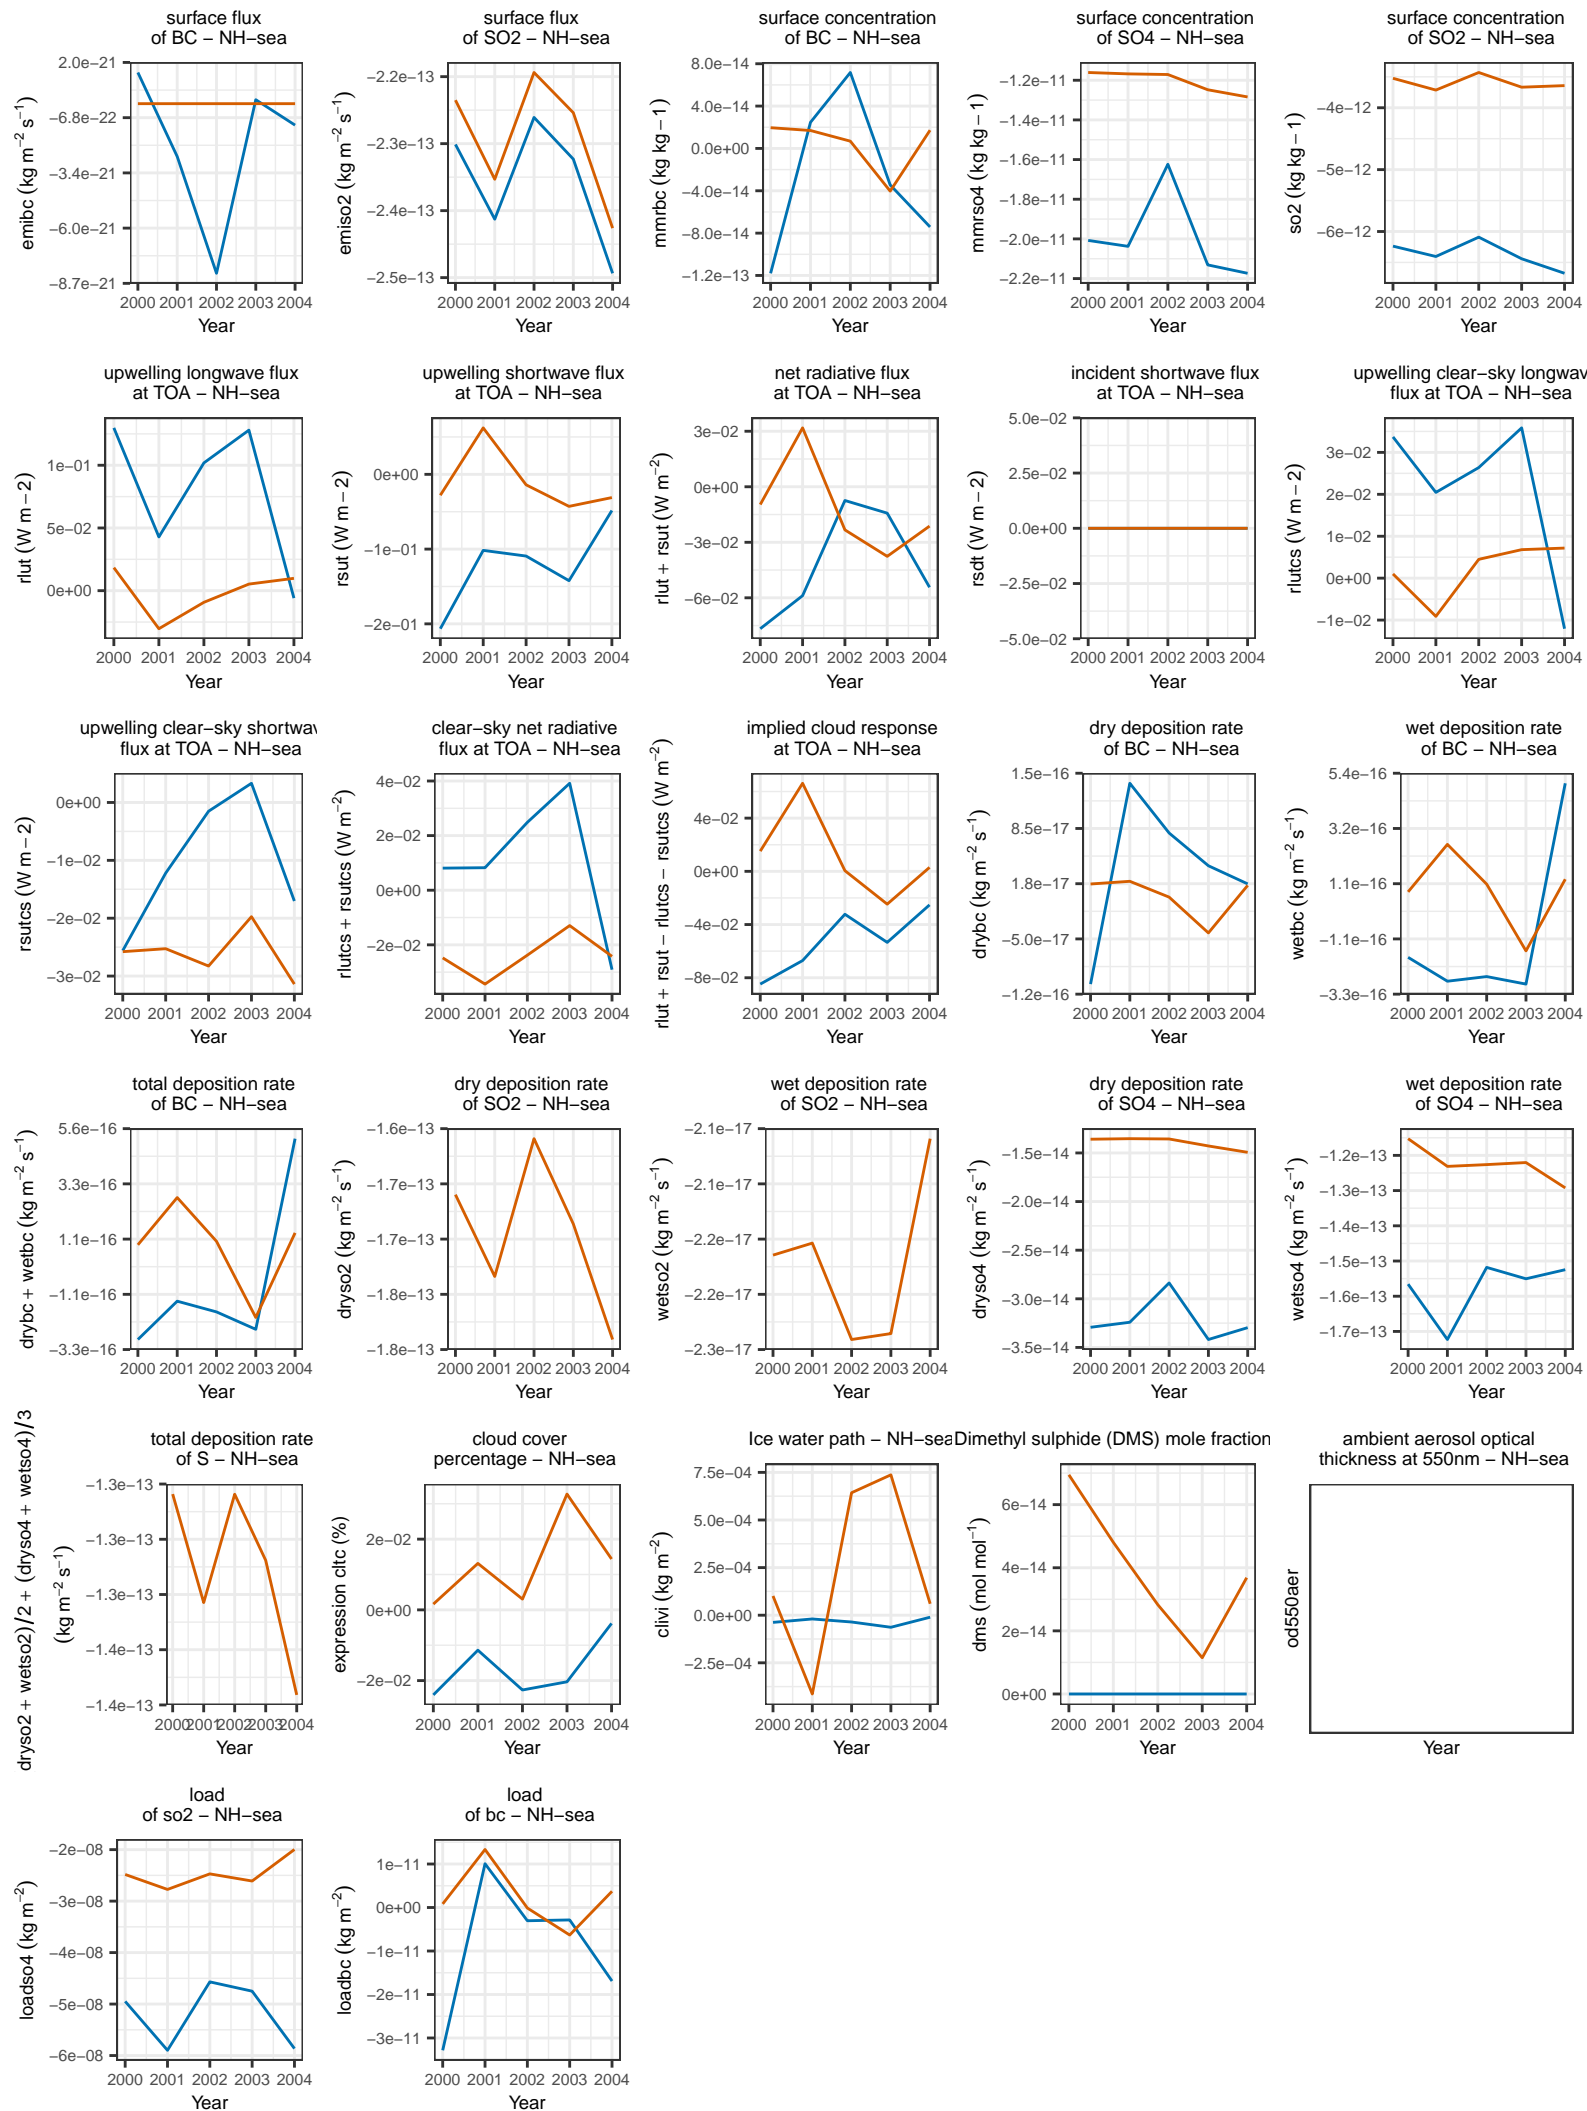 surface flux
of BC − NH−sea
emibc (kg m−2 s−1)
2.0e−21
−6.8e−22
−3.4e−21
−6.0e−21
−8.7e−21
2000 2001 2002 2003 2004
Year
surface flux
of SO2 − NH−sea
emiso2 (kg m−2 s−1)
−2.2e−13
−2.3e−13
−2.4e−13
−2.5e−13
2000 2001 2002 2003 2004
Year
surface concentration
of BC − NH−sea
mmrbc (kg kg − 1)
8.0e−14
4.0e−14
0.0e+00
−4.0e−14
−8.0e−14
−1.2e−13
2000 2001 2002 2003 2004
Year
surface concentration
of SO4 − NH−sea
mmrso4 (kg kg − 1)
−1.2e−11
−1.4e−11
−1.6e−11
−1.8e−11
−2.0e−11
−2.2e−11
2000 2001 2002 2003 2004
Year
surface concentration
of SO2 − NH−sea
so2 (kg kg − 1)
−4e−12
−5e−12
−6e−12
2000 2001 2002 2003 2004
Year
upwelling longwave flux
at TOA − NH−sea
rlut (W m − 2)
1e−01
5e−02
0e+00
2000 2001 2002 2003 2004
Year
upwelling shortwave flux
at TOA − NH−sea
rsut (W m − 2)
0e+00
−1e−01
−2e−01
2000 2001 2002 2003 2004
Year
net radiative flux
at TOA − NH−sea
rlut + rsut (W m−2)
3e−02
0e+00
−3e−02
−6e−02
2000 2001 2002 2003 2004
Year
incident shortwave flux
at TOA − NH−sea
rsdt (W m − 2)
5.0e−02
2.5e−02
0.0e+00
−2.5e−02
−5.0e−02
2000 2001 2002 2003 2004
Year
upwelling clear−sky longwav
flux at TOA − NH−sea
rlutcs (W m − 2)
3e−02
2e−02
1e−02
0e+00
−1e−02
2000 2001 2002 2003 2004
Year
upwelling clear−sky shortwav
flux at TOA − NH−sea
rsutcs (W m − 2)
0e+00
−1e−02
−2e−02
−3e−02
2000 2001 2002 2003 2004
Year
clear−sky net radiative
flux at TOA − NH−sea
rlutcs + rsutcs (W m−2)
4e−02
2e−02
0e+00
−2e−02
2000 2001 2002 2003 2004
Year
implied cloud response
at TOA − NH−sea
rlut + rsut − rlutcs − rsutcs (W m−2)
4e−02
0e+00
−4e−02
−8e−02
2000 2001 2002 2003 2004
Year
dry deposition rate
of BC − NH−sea
drybc (kg m−2 s−1)
1.5e−16
8.5e−17
1.8e−17
−5.0e−17
−1.2e−16
2000 2001 2002 2003 2004
Year
wet deposition rate
of BC − NH−sea
wetbc (kg m−2 s−1)
5.4e−16
3.2e−16
1.1e−16
−1.1e−16
−3.3e−16
2000 2001 2002 2003 2004
Year
total deposition rate
of BC − NH−sea
drybc + wetbc (kg m−2 s−1)
5.6e−16
3.3e−16
1.1e−16
−1.1e−16
−3.3e−16
2000 2001 2002 2003 2004
Year
dry deposition rate
of SO2 − NH−sea
dryso2 (kg m−2 s−1)
−1.6e−13
−1.7e−13
−1.7e−13
−1.8e−13
−1.8e−13
2000 2001 2002 2003 2004
Year
wet deposition rate
of SO2 − NH−sea
wetso2 (kg m−2 s−1)
−2.1e−17
−2.1e−17
−2.2e−17
−2.2e−17
−2.3e−17
2000 2001 2002 2003 2004
Year
dry deposition rate
of SO4 − NH−sea
dryso4 (kg m−2 s−1)
−1.5e−14
−2.0e−14
−2.5e−14
−3.0e−14
−3.5e−14
2000 2001 2002 2003 2004
Year
wet deposition rate
of SO4 − NH−sea
wetso4 (kg m−2 s−1)
−1.2e−13
−1.3e−13
−1.4e−13
−1.5e−13
−1.6e−13
−1.7e−13
2000 2001 2002 2003 2004
Year
total deposition rate
of S − NH−sea
dryso2 + wetso2)/2 + (dryso4 + wetso4)/3
(kg m−2 s−1)
−1.3e−13
−1.3e−13
−1.3e−13
−1.4e−13
−1.4e−13
2000 2001 2002 2003 2004
Year
cloud cover
percentage − NH−sea
expression cltc (%)
2e−02
0e+00
−2e−02
2000 2001 2002 2003 2004
Year
Ice water path − NH−sea
clivi (kg m−2)
7.5e−04
5.0e−04
2.5e−04
0.0e+00
−2.5e−04
2000 2001 2002 2003 2004
Year
Dimethyl sulphide (DMS) mole fraction
dms (mol mol−1)
6e−14
4e−14
2e−14
0e+00
2000 2001 2002 2003 2004
Year
ambient aerosol optical
thickness at 550nm − NH−sea
od550aer
Year
load
of so2 − NH−sea
loadso4 (kg m−2)
−2e−08
−3e−08
−4e−08
−5e−08
−6e−08
2000 2001 2002 2003 2004
Year
load
of bc − NH−sea
loadbc (kg m−2)
1e−11
0e+00
−1e−11
−2e−11
−3e−11
2000 2001 2002 2003 2004
Year